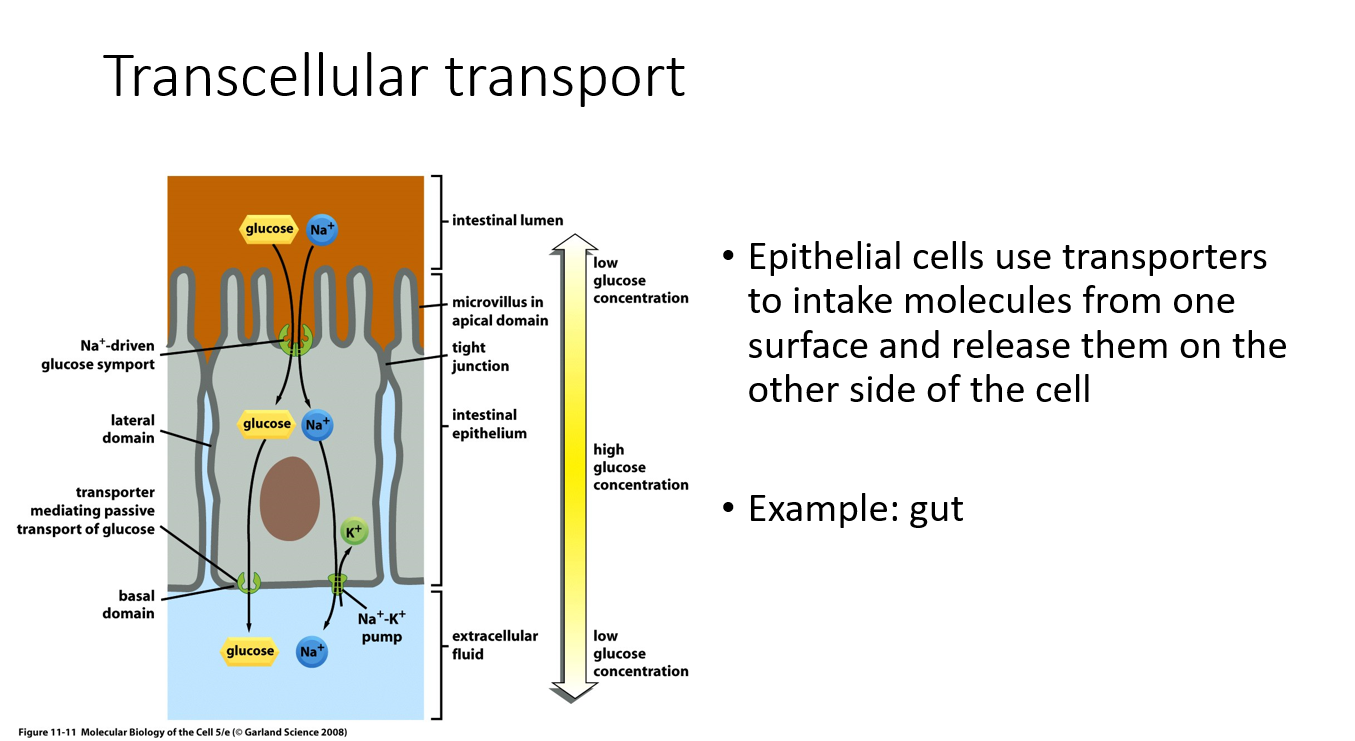 Transcellular transport
glucose
Na⁺
intestinal lumen
microvillus in
apical domain
Na⁺-driven
glucose symport
tight
junction
lateral
domain
glucose
Na⁺
intestinal
epithelium
transporter
mediating passive
transport of glucose
K⁺
basal
domain
Na⁺-K⁺
pump
glucose
Na⁺
extracellular
fluid
low
glucose
concentration
high
glucose
concentration
low
glucose
concentration
Figure 11-11 Molecular Biology of the Cell 5/e (© Garland Science 2008)
• Epithelial cells use transporters
to intake molecules from one
surface and release them on the
other side of the cell
• Example: gut